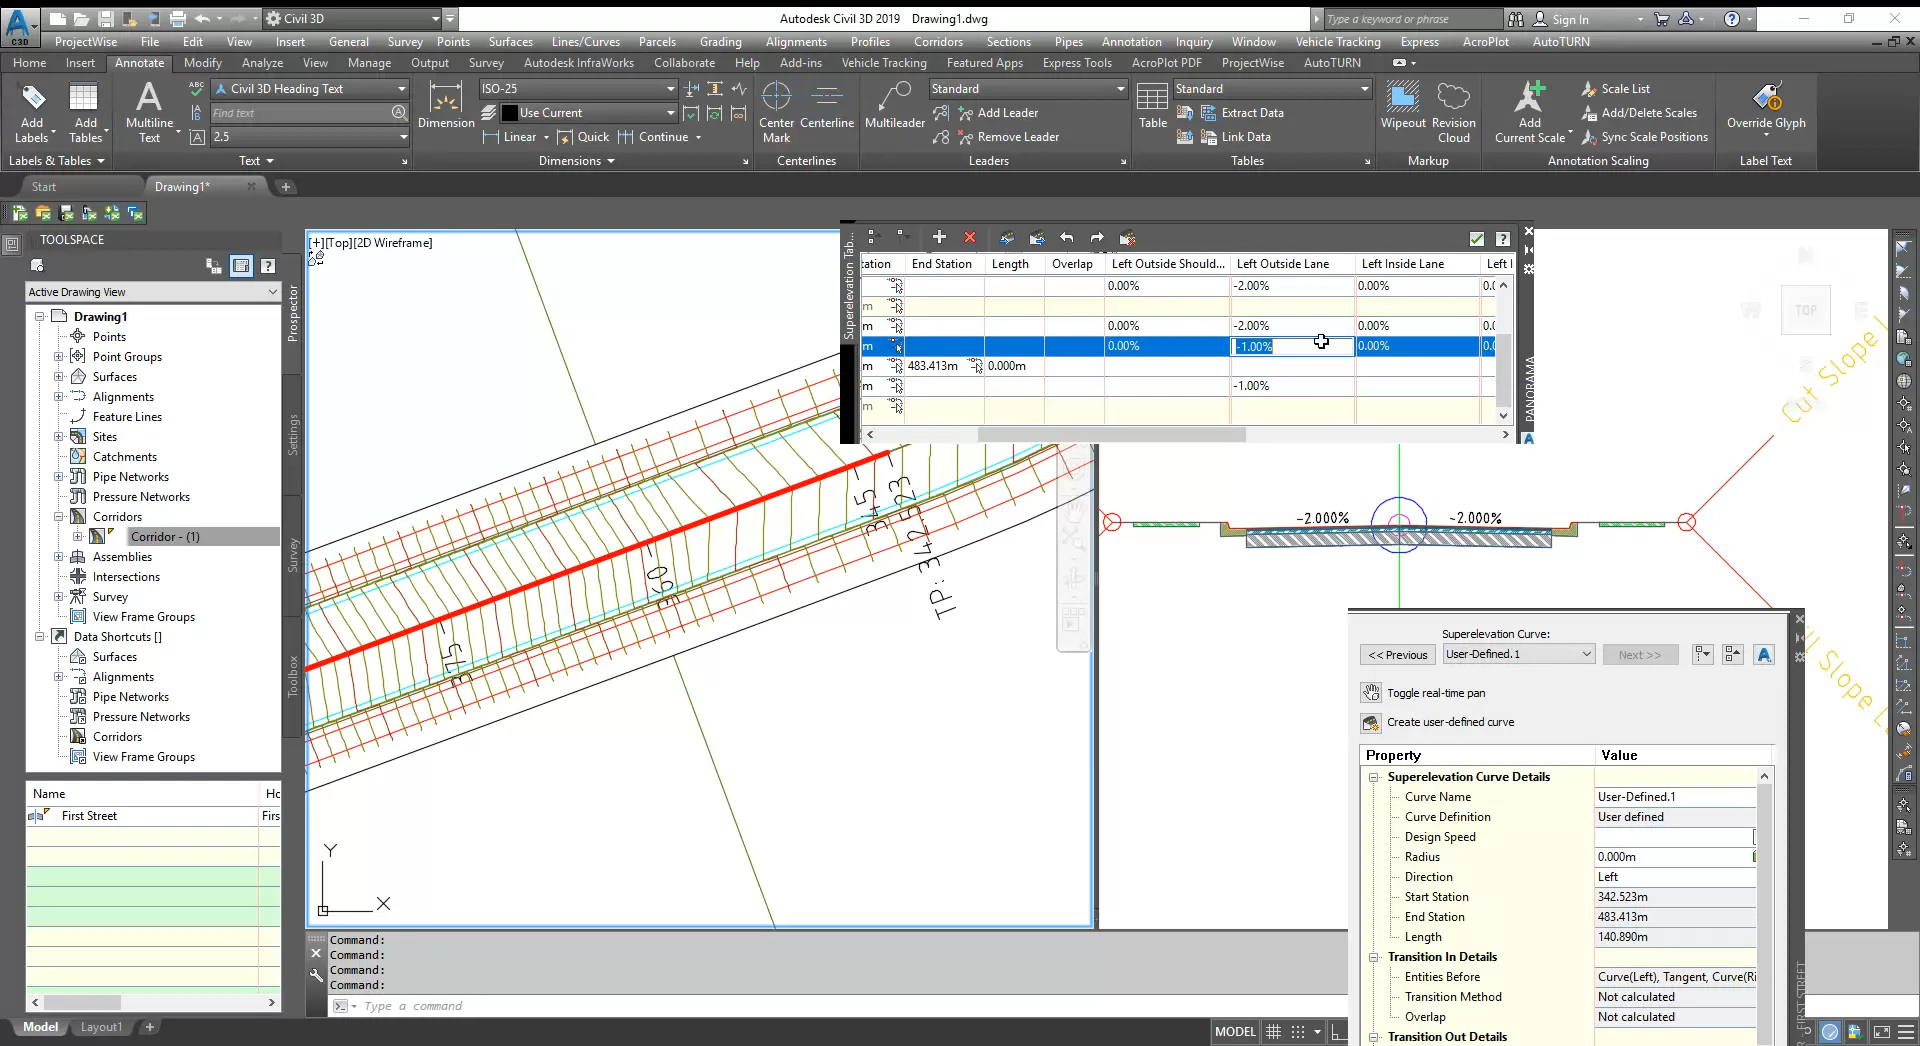 Civil 3D
Autodesk Civil 3D 2019 Drawing1.dwg
Type a keyword or phrase
Sign In
C3D
ProjectWise File Edit View Insert General Survey Points Surfaces Lines/Curves Parcels Grading Alignments Profiles Corridors Sections Pipes Annotation Inquiry Window Vehicle Tracking Express AcroPlot AutoTURN
Home Insert Annotate Modify Analyze View Manage Output Survey Autodesk InfraWorks Collaborate Help Add-ins Vehicle Tracking Featured Apps Express Tools AcroPlot PDF ProjectWise AutoTURN
Add Labels
Add Tables
Labels & Tables
Multiline Text
ABC
Civil 3D Heading Text
Find text
2.5
Text
Dimension
ISO-25
Use Current
Linear Quick Continue
Dimensions
Center Mark
Centerline
Centerlines
Multileader
Standard
Add Leader
Remove Leader
Leaders
Table
Standard
Extract Data
Link Data
Tables
Wipeout
Revision Cloud
Markup
Add Current Scale
Scale List
Add/Delete Scales
Sync Scale Positions
Annotation Scaling
Override Glyph
Label Text
Start
Drawing1*
TOOLSPACE
Active Drawing View
Drawing1
Points
Point Groups
Surfaces
Alignments
Feature Lines
Sites
Catchments
Pipe Networks
Pressure Networks
Corridors
Corridor - (1)
Assemblies
Intersections
Survey
View Frame Groups
Data Shortcuts []
Surfaces
Alignments
Pipe Networks
Pressure Networks
Corridors
View Frame Groups
Prospector
Settings
Survey
Toolbox
Name
First Street Firs
[+][Top][2D Wireframe]
375
360
345
TP: 342.523
Y
X
Superelevation Tab...
PANORAMA
tation End Station Length Overlap Left Outside Should... Left Outside Lane Left Inside Lane Left I
0.00% -2.00% 0.00%
m
m 0.00% -2.00% 0.00%
m 0.00% -1.00% 0.00%
m 483.413m 0.000m
m -1.00%
m
TOP
Cut Slope
-2.000% -2.000%
ill Slope L
Superelevation Curve:
<< Previous User-Defined.1 Next >>
Toggle real-time pan
Create user-defined curve
Property Value
Superelevation Curve Details
Curve Name User-Defined.1
Curve Definition User defined
Design Speed
Radius 0.000m
Direction Left
Start Station 342.523m
End Station 483.413m
Length 140.890m
Transition In Details
Entities Before Curve(Left), Tangent, Curve(Ri
Transition Method Not calculated
Overlap Not calculated
Transition Out Details
- FIRST STREET
Command:
Command:
Command:
Command:
Type a command
Model Layout1
MODEL